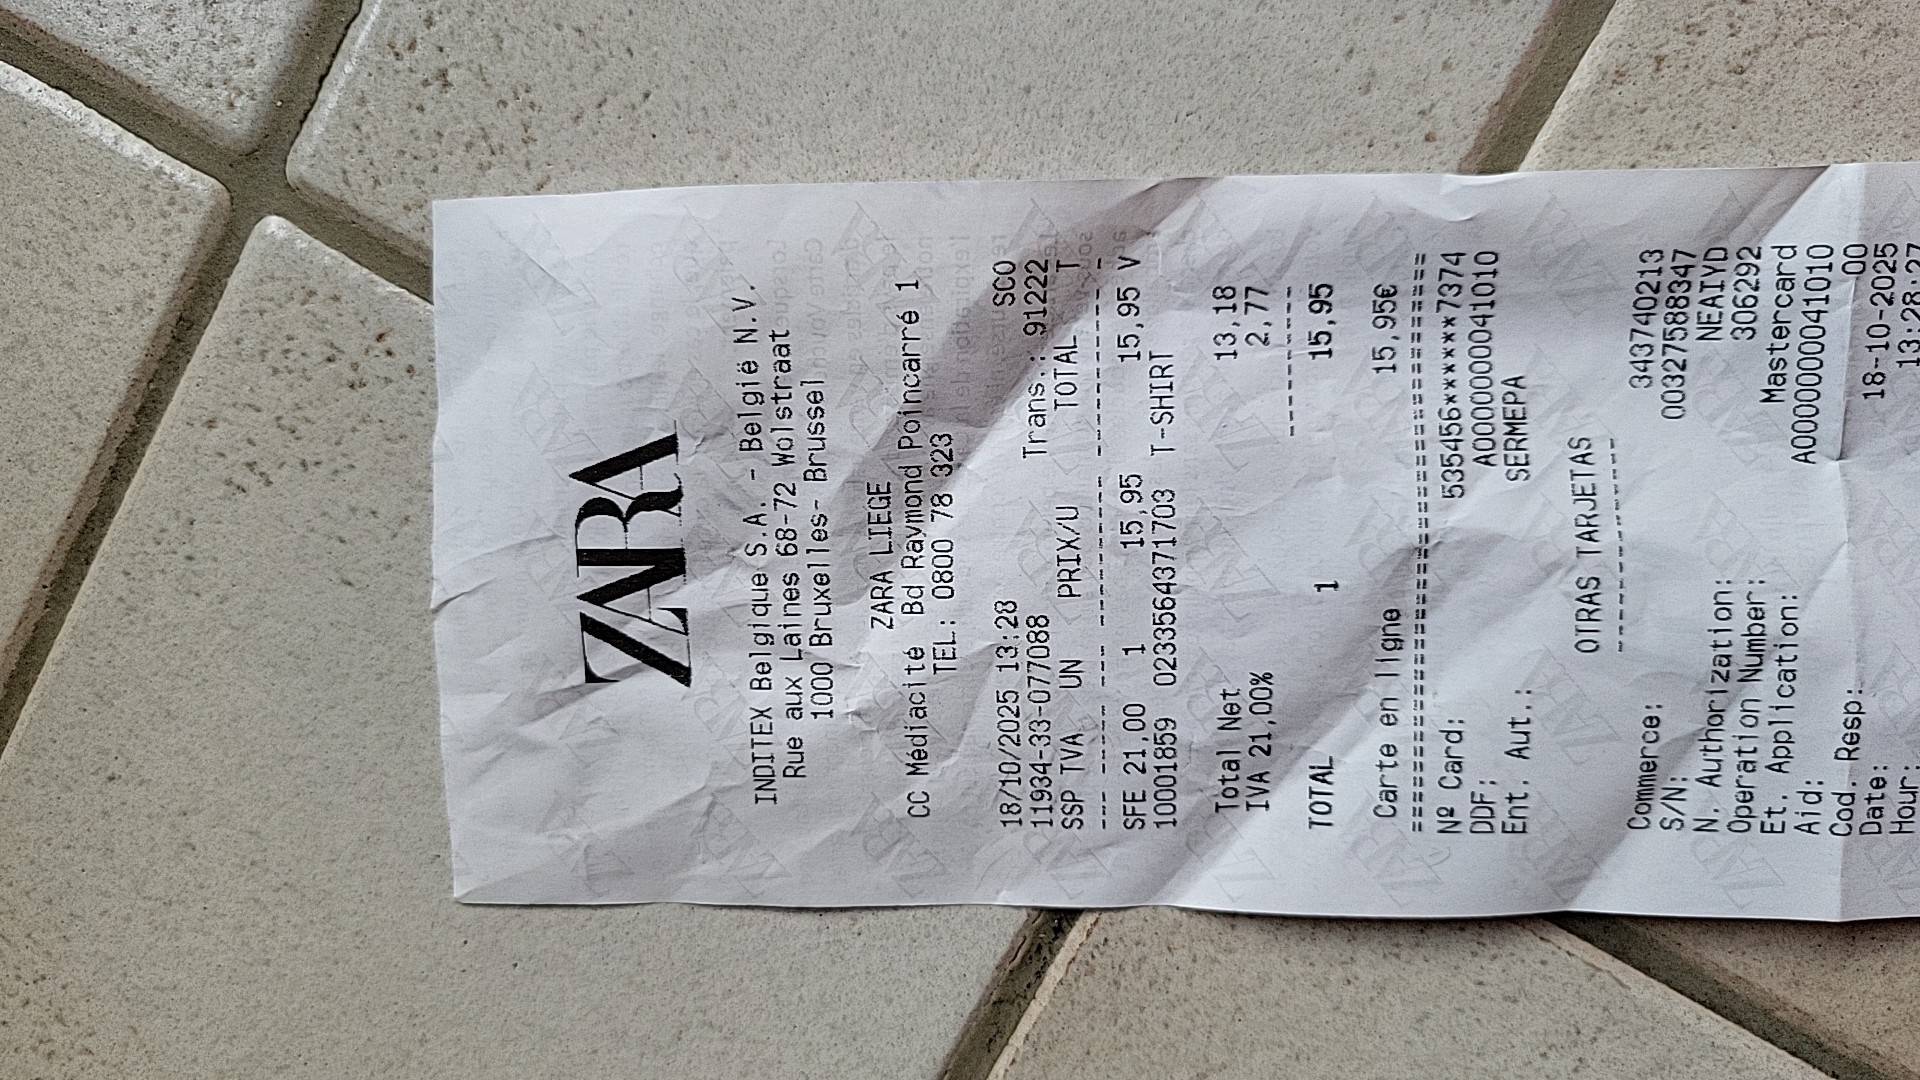 ZARA
INDITEX Belgique S.A. - België N.V.
Rue aux Laines 68-72 Wolstraat
1000 Bruxelles- Brussel
ZARA LIEGE
CC Médiacité Bd Raymond Poincarré 1
TEL: 0800 78 323
18/10/2025 13:28 SCO
11934-33-077088 Trans.: 91222
SSP TVA UN PRIX/U TOTAL T
--- ----- --- ------- -------- -
SFE 21,00 1 15,95 15,95 V
10001859 0233564371703 T-SHIRT
Total Net 13,18
IVA 21,00% 2,77
----------
TOTAL 1 15,95
Carte en ligne 15,95€
========================================
Nº Card: 535456******7374
DDF: A0000000041010
Ent. Aut.: SERMEPA
OTRAS TARJETAS
--------------
Commerce: 343740213
S/N: 00327588347
N. Authorization: NEAIYD
Operation Number: 306292
Et. Application: Mastercard
Aid: A0000000041010
Cod. Resp: 00
Date: 18-10-2025
Hour: 13:28:27